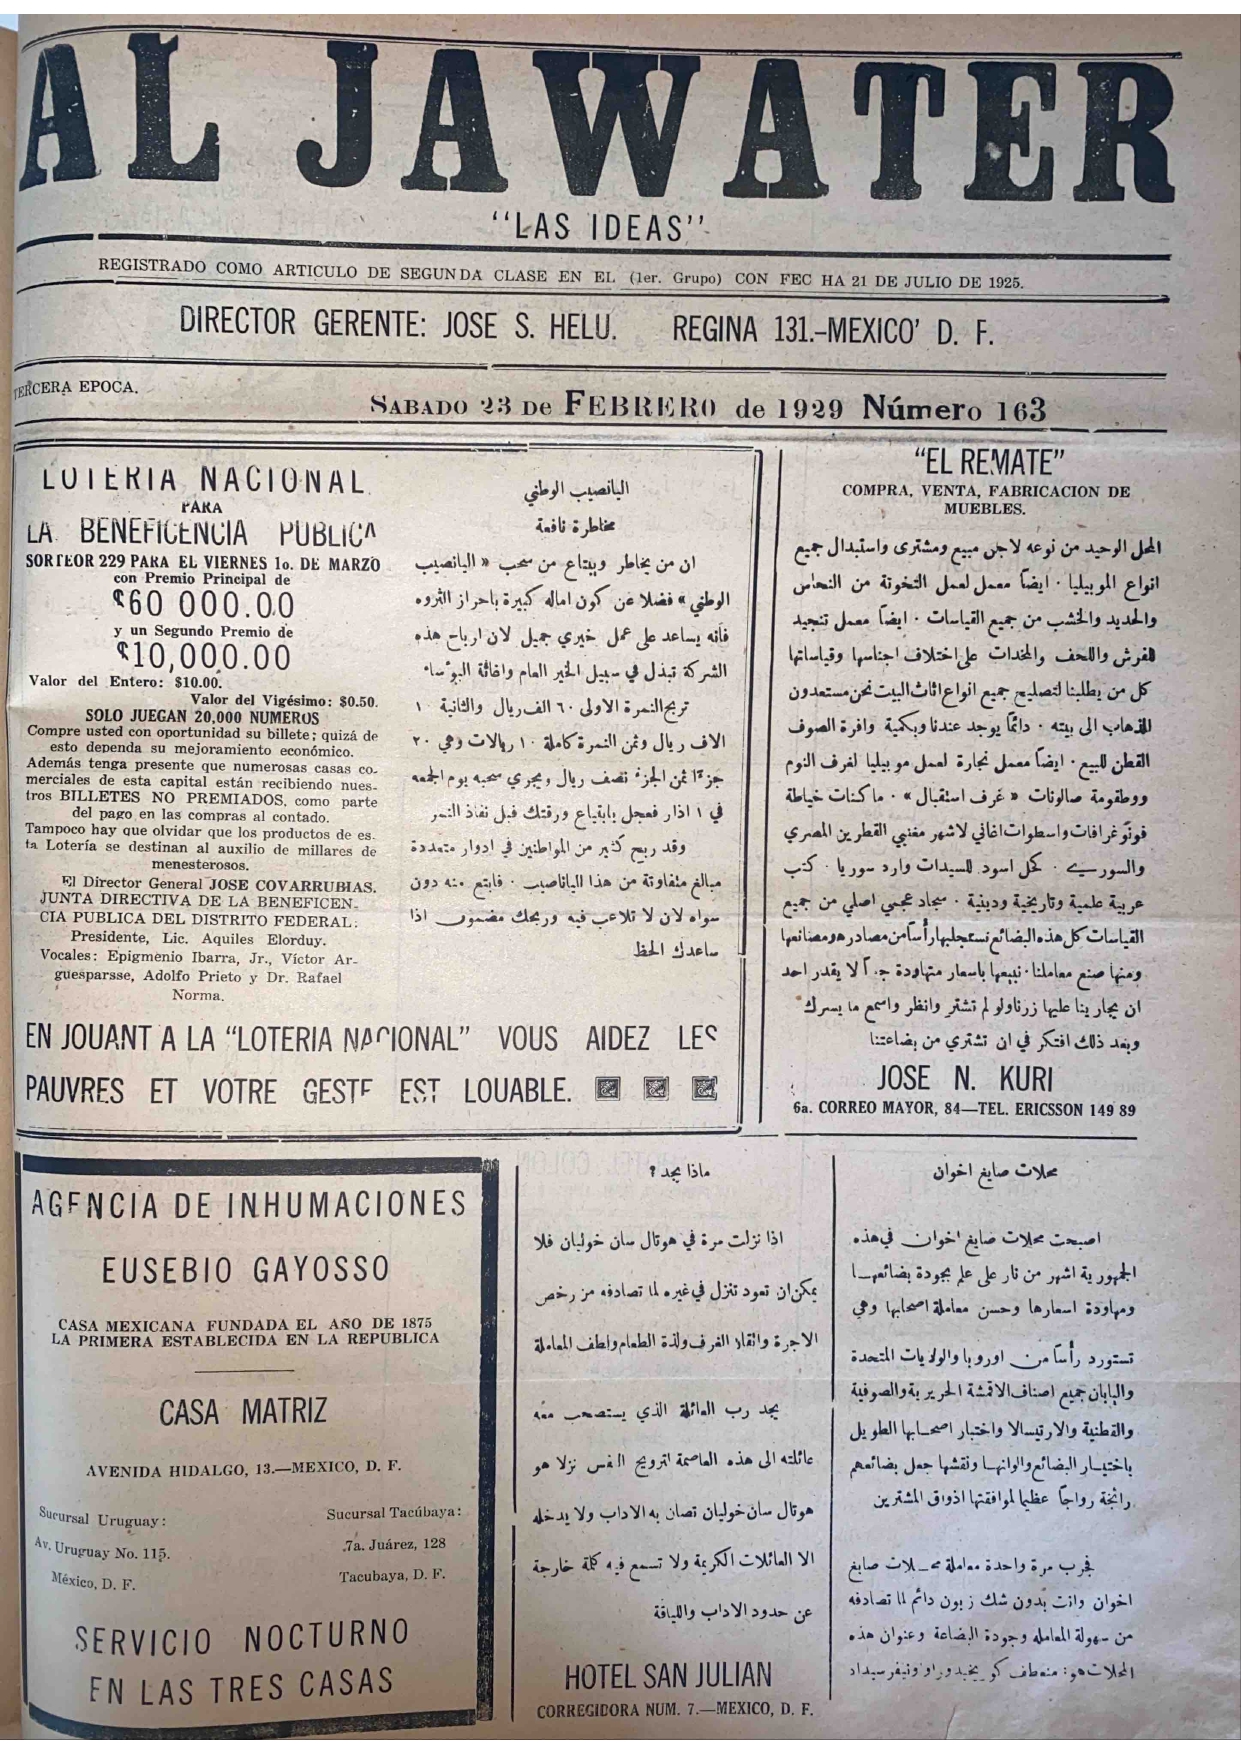 AL JAWATER
"LAS IDEAS"
REGISTRADO COMO ARTICULO DE SEGUNDA CLASE EN EL (1er. Grupo) CON FEC HA 21 DE JULIO DE 1925.
DIRECTOR GERENTE: JOSE S. HELU. REGINA 131.-MEXICO' D. F.
TERCERA EPOCA.
SABADO 23 DE FEBRERO de 1929 Número 163
LOTERIA NACIONAL
PARA
LA BENEFICENCIA PUBLICA
SORTEOR 229 PARA EL VIERNES 1o. DE MARZO
con Premio Principal de
$60 000.00
y un Segundo Premio de
$10,000.00
Valor del Entero: $10.00.
Valor del Vigésimo: $0.50.
SOLO JUEGAN 20,000 NUMEROS
Compre usted con oportunidad su billete; quizá de
esto dependa su mejoramiento económico.
Además tenga presente que numerosas casas co-
merciales de esta capital están recibiendo nues-
tros BILLETES NO PREMIADOS, como parte
del pago en las compras al contado.
Tampoco hay que olvidar que los productos de es-
ta Lotería se destinan al auxilio de millares de
menesterosos.
El Director General JOSE COVARRUBIAS.
JUNTA DIRECTIVA DE LA BENEFICEN-
CIA PUBLICA DEL DISTRITO FEDERAL:
Presidente, Lic. Aquiles Elorduy.
Vocales: Epigmenio Ibarra, Jr., Víctor Ar-
guesparsse, Adolfo Prieto y Dr. Rafael
Norma.
اليانصيب الوطني
مخاطرة نافعة
ان من يخاطر ويبتاع من سحب « اليانصيب
الوطني » فضلا عن كون اماله كبيرة باحراز الثروه
فأنه يساعد على عمل خيري جميل لان ارباح هذه
الشركة تبذل في سبيل الخير العام واغاثة البؤساء
تربح النمرة الاولى ٦٠ الف ريال والثانية ١٠
الاف ريال وثمن النمرة كاملة ١٠ ريالات وهي ٢٠
جزءًا ثمن الجزء نصف ريال ويجري سحبه يوم الجمعه
في ١ اذار فعجل بابتياع ورقتك قبل نفاذ النمر
وقد ربح كثير من المواطنين في ادوار متعددة
مبالغ متفاوتة من هذا اليانصيب ٠ فابتع منه دون
سواه لان لا تلاعب فيه وربحك مضمون اذا
ساعدك الحظ
EN JOUANT A LA "LOTERIA NACIONAL" VOUS AIDEZ LES
PAUVRES ET VOTRE GESTE EST LOUABLE.
"EL REMATE"
COMPRA, VENTA, FABRICACION DE
MUEBLES.
المحل الوحيد من نوعه لاجل مبيع ومشترى واستبدال جميع
انواع الموبيليا ٠ ايضاً معمل لعمل التخوتة من النحاس
والحديد والخشب من جميع القياسات ٠ ايضاً معمل تنجيد
للفرش واللحف والمخدات على اختلاف اجناسها وقياساتها
كل من يطلبنا لتصليح جميع انواع اثاث البيت نحن مستعدون
للذهاب الى بيته ٠ دائماً يوجد عندنا وبكمية وافرة الصوف
القطن للبيع ٠ ايضاً معمل نجارة لعمل موبيليا لغرف النوم
ووطقومة صالونات « غرف استقبال » ٠ ماكنات خياطة
فونوغرافات واسطوانات اغاني لاشهر مغنيي القطرين المصري
والسوري ٠ كحل اسود للسيدات وارد سوريا ٠ كتب
عربية علمية وتاريخية ودينية ٠ سجاد عجمي اصلي من جميع
القياسات كل هذه البضائع نستجلبها رأساً من مصادرها ومصانعها
ومنها صنع معاملنا ٠ نبيعها باسعار متهاودة جداً لا يقدر احد
ان يجارينا عليها زرنا ولو لم تشتر وانظر واسمع ما يسرك
وبعد ذلك افتكر في ان تشتري من بضاعتنا
JOSE N. KURI
6a. CORREO MAYOR, 84—TEL. ERICSSON 149 89
AGENCIA DE INHUMACIONES
EUSEBIO GAYOSSO
CASA MEXICANA FUNDADA EL AÑO DE 1875
LA PRIMERA ESTABLECIDA EN LA REPUBLICA
CASA MATRIZ
AVENIDA HIDALGO, 13.—MEXICO, D. F.
Sucursal Uruguay:
Av. Uruguay No. 115.
México, D. F.
Sucursal Tacúbaya:
7a. Juárez, 128
Tacubaya, D. F.
SERVICIO NOCTURNO
EN LAS TRES CASAS
ماذا يجد ؟
اذا نزلت مرة في هوتال سان خوليان فلا
يمكن ان تعود تنزل في غيره لما تصادفه من رخص
الاجرة واتقان الغرف ولذة الطعام ولطف المعاملة
يجد رب العائلة الذي يستصحب معه
عائلته الى هذه العاصمة لترويح النفس نزلا هو
هوتال سان خوليان تصان به الاداب ولا يدخله
الا العائلات الكريمة ولا تسمع فيه كلمة خارجة
عن حدود الاداب واللياقة
HOTEL SAN JULIAN
CORREGIDORA NUM. 7.—MEXICO, D. F.
محلات صايغ اخوان
اصبحت محلات صايغ اخوان في هذه
الجمهورية اشهر من نار على علم بجودة بضائعها
ومهاودة اسعارها وحسن معاملة اصحابها وهي
تستورد رأساً من اوروبا والولايات المتحدة
واليابان جميع اصناف الاقمشة الحريرية والصوفية
والقطنية والارتيسالا واختبار اصحابها الطويل
باختيار البضائع والوانها ونقشها جعل بضائعهم
رائجة رواجاً عظيما لموافقتها اذواق المشترين
فجرب مرة واحدة معاملة محلات صايغ
اخوان وانت بدون شك زبون دائم لما تصادفه
من سهولة المعامله وجودة البضاعة وعنوان هذه
المحلات هو: منعطف كوريخيدورا ونيفرسيداد